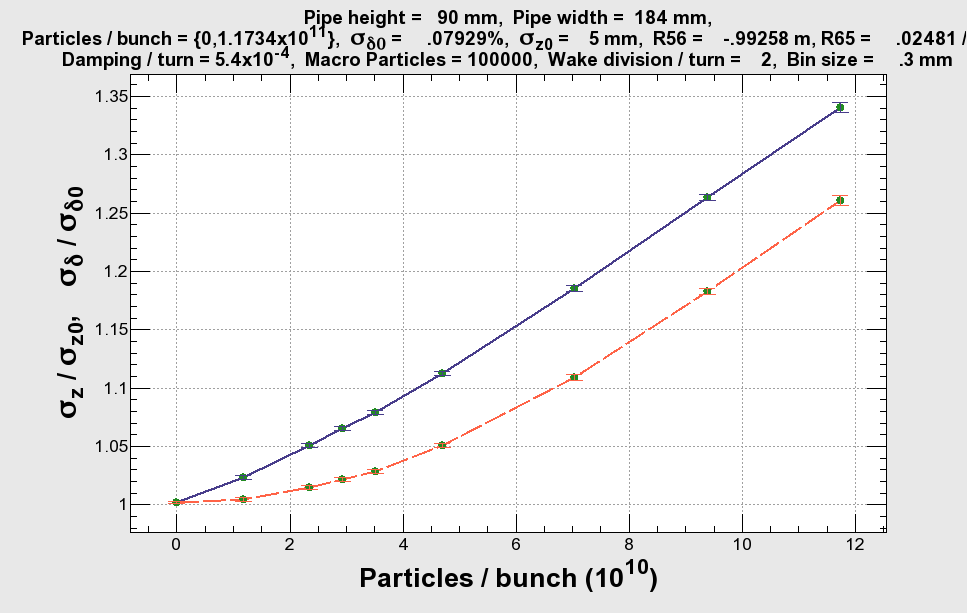 Pipe height = 90 mm, Pipe width = 184 mm,
Particles / bunch = {0,1.1734x10^11}, σδ0 = .07929%, σz0 = 5 mm, R56 = -.99258 m, R65 = .02481 /
Damping / turn = 5.4x10^-4, Macro Particles = 100000, Wake division / turn = 2, Bin size = .3 mm
σz / σz0, σδ / σδ0
1.35
1.3
1.25
1.2
1.15
1.1
1.05
1
0 2 4 6 8 10 12
Particles / bunch (10^10)